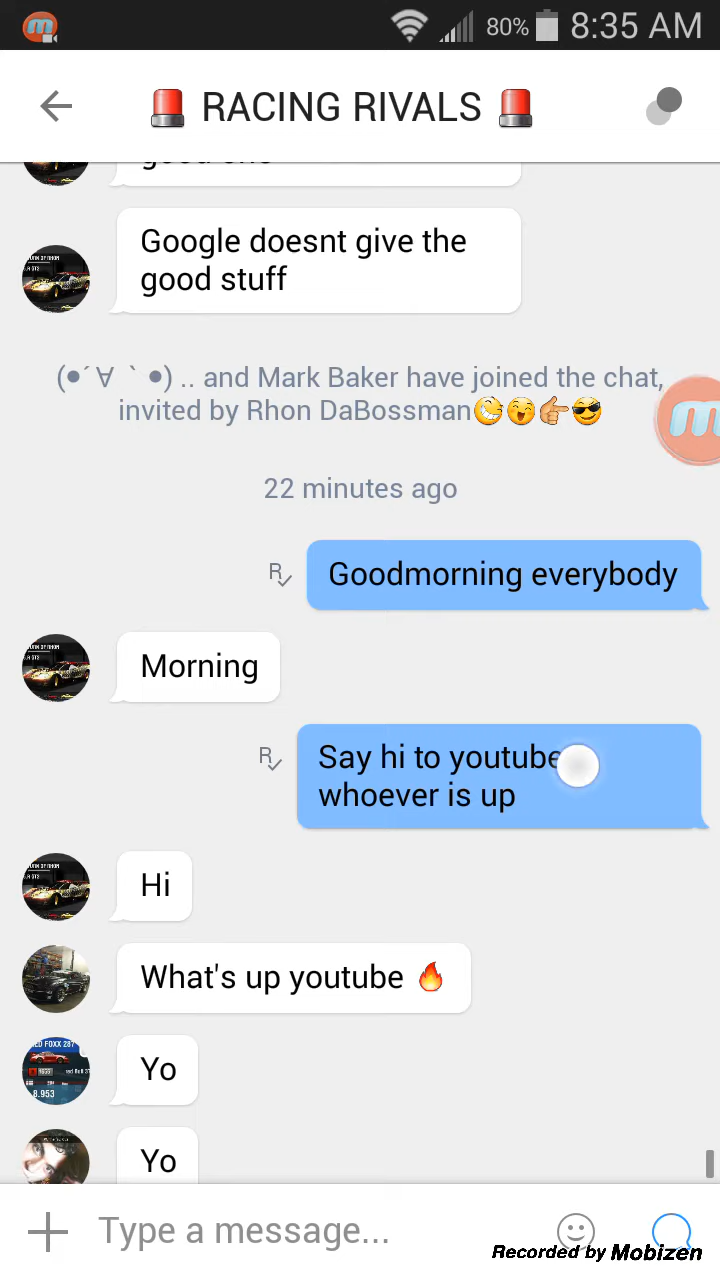 80% 8:35 AM
🚨 RACING RIVALS 🚨
Google doesnt give the
good stuff
(●´∀｀●) .. and Mark Baker have joined the chat,
invited by Rhon DaBossman😆😄👉😎
22 minutes ago
R Goodmorning everybody
Morning
R Say hi to youtube
whoever is up
Hi
What's up youtube 🔥
Yo
Yo
Type a message...
Recorded by Mobizen